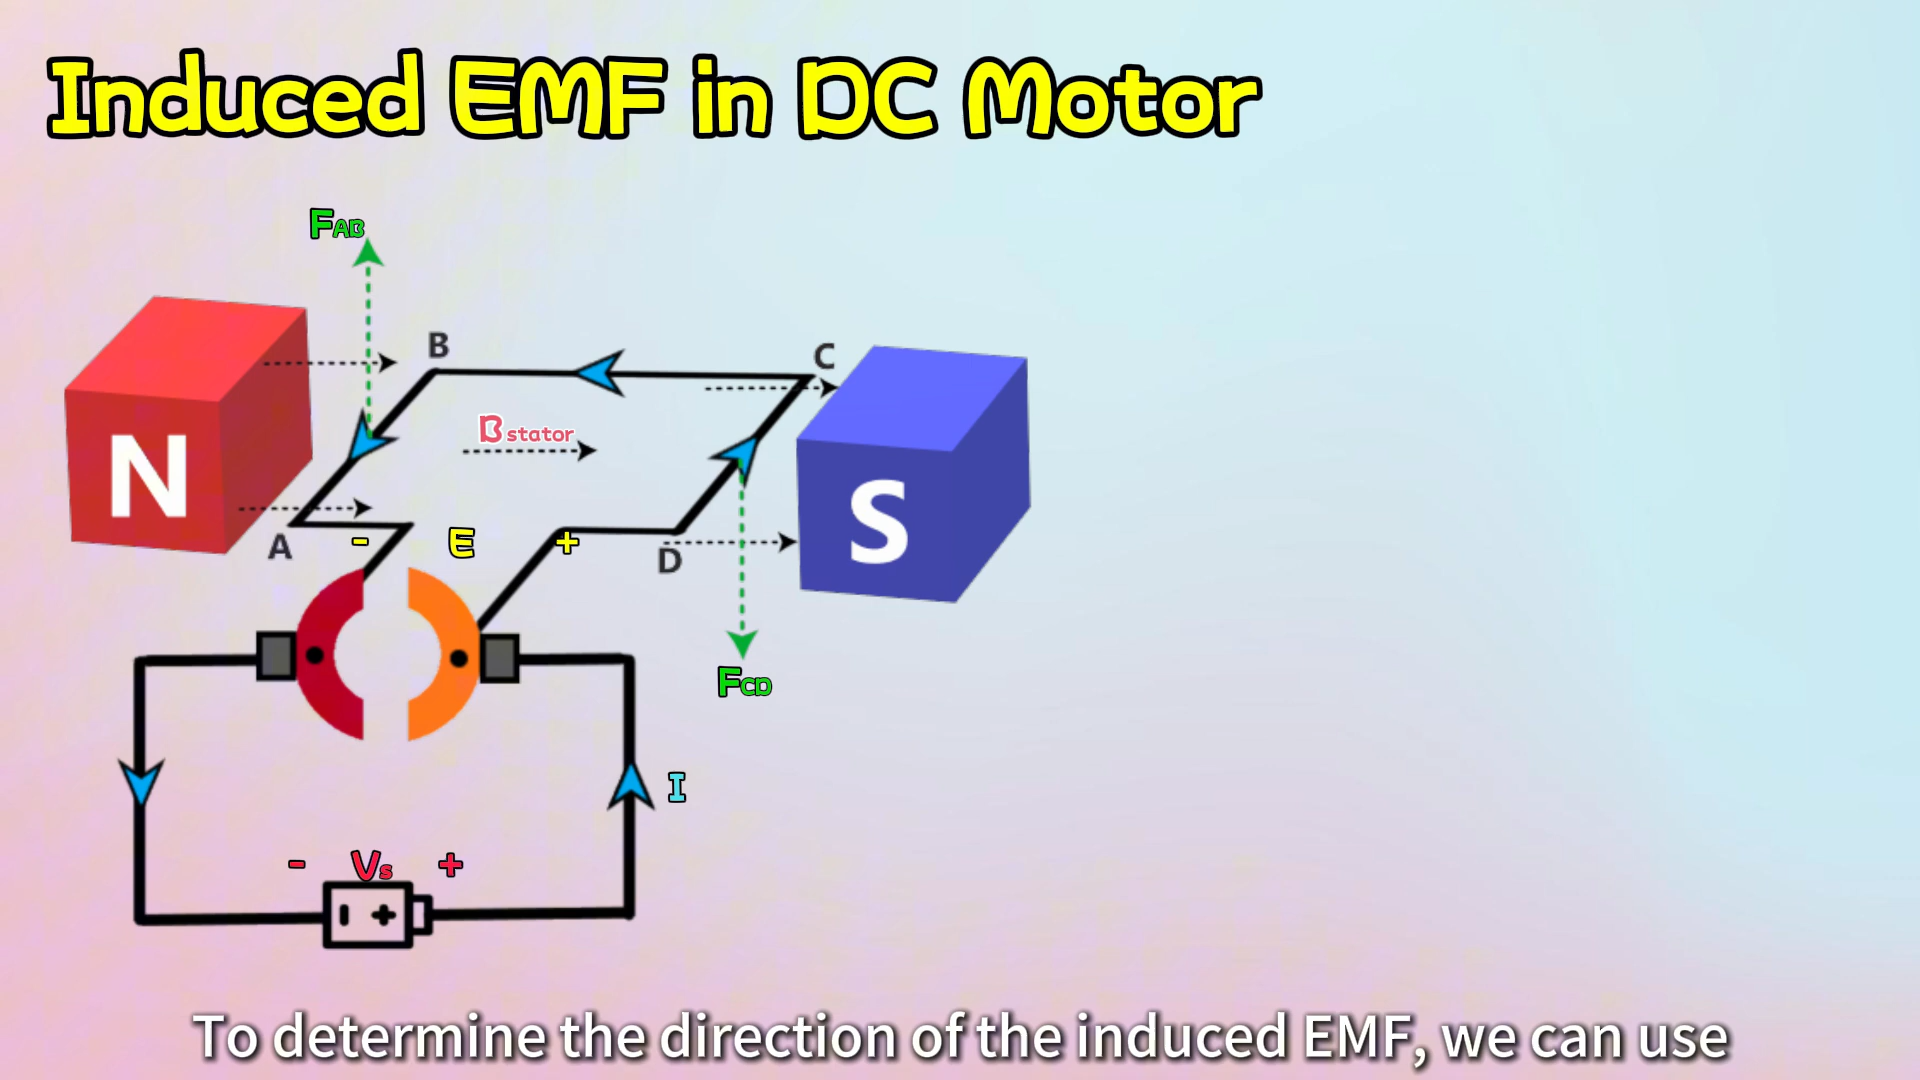 Induced EMF in DC Motor
FAB
B
C
N
Bstator
S
A
- E +
D
FCD
I
- Vs +
To determine the direction of the induced EMF, we can use